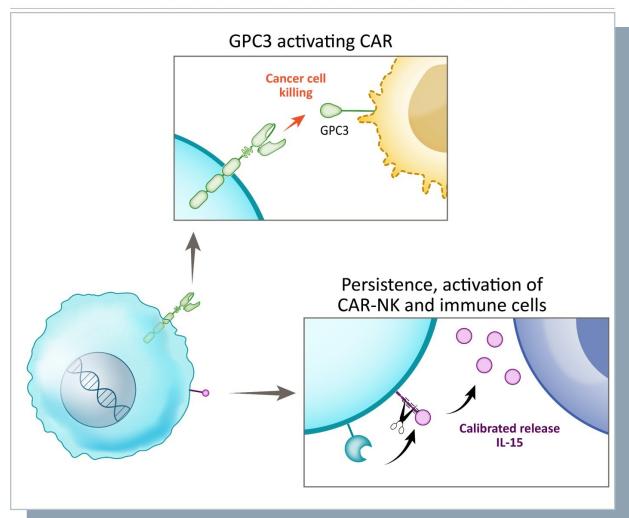 GPC3 activating CAR
Cancer cell
killing
GPC3
Persistence, activation of
CAR-NK and immune cells
Calibrated release
IL-15